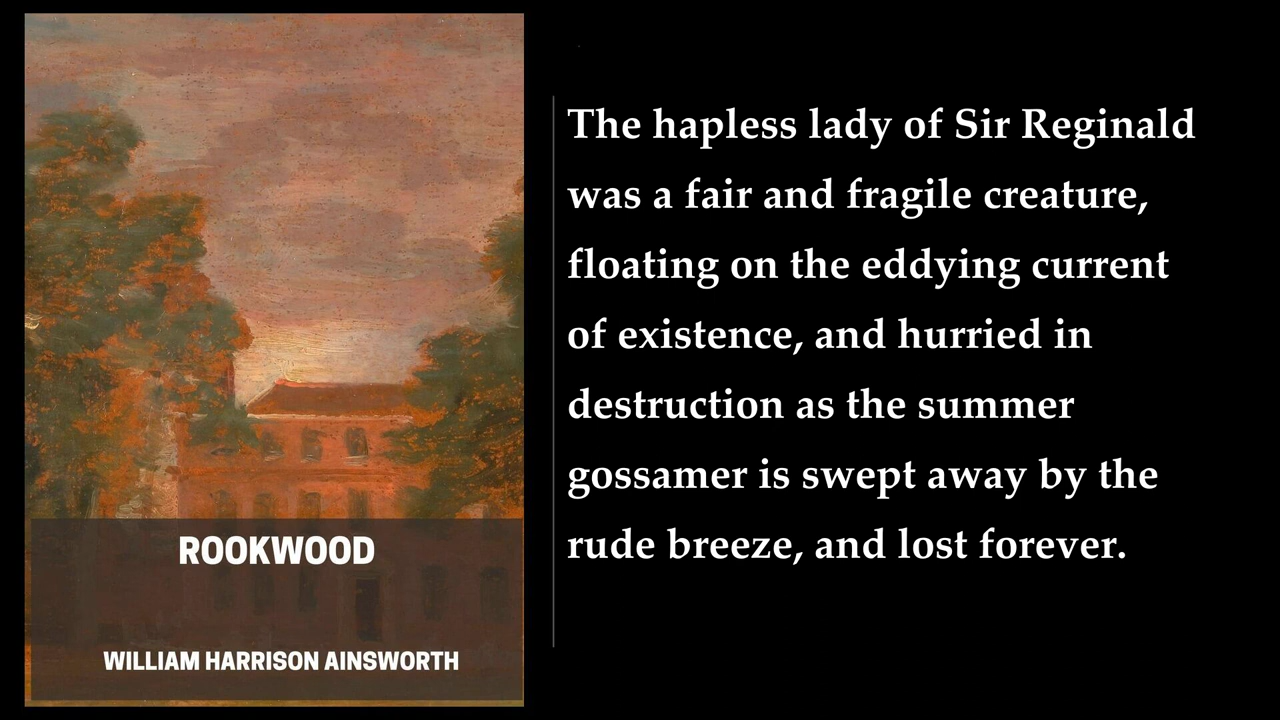 ROOKWOOD
WILLIAM HARRISON AINSWORTH
The hapless lady of Sir Reginald
was a fair and fragile creature,
floating on the eddying current
of existence, and hurried in
destruction as the summer
gossamer is swept away by the
rude breeze, and lost forever.